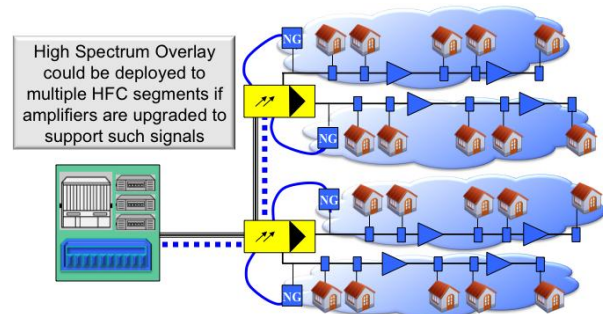 High Spectrum Overlay
could be deployed to
multiple HFC segments if
amplifiers are upgraded to
support such signals
NG
NG
NG
NG